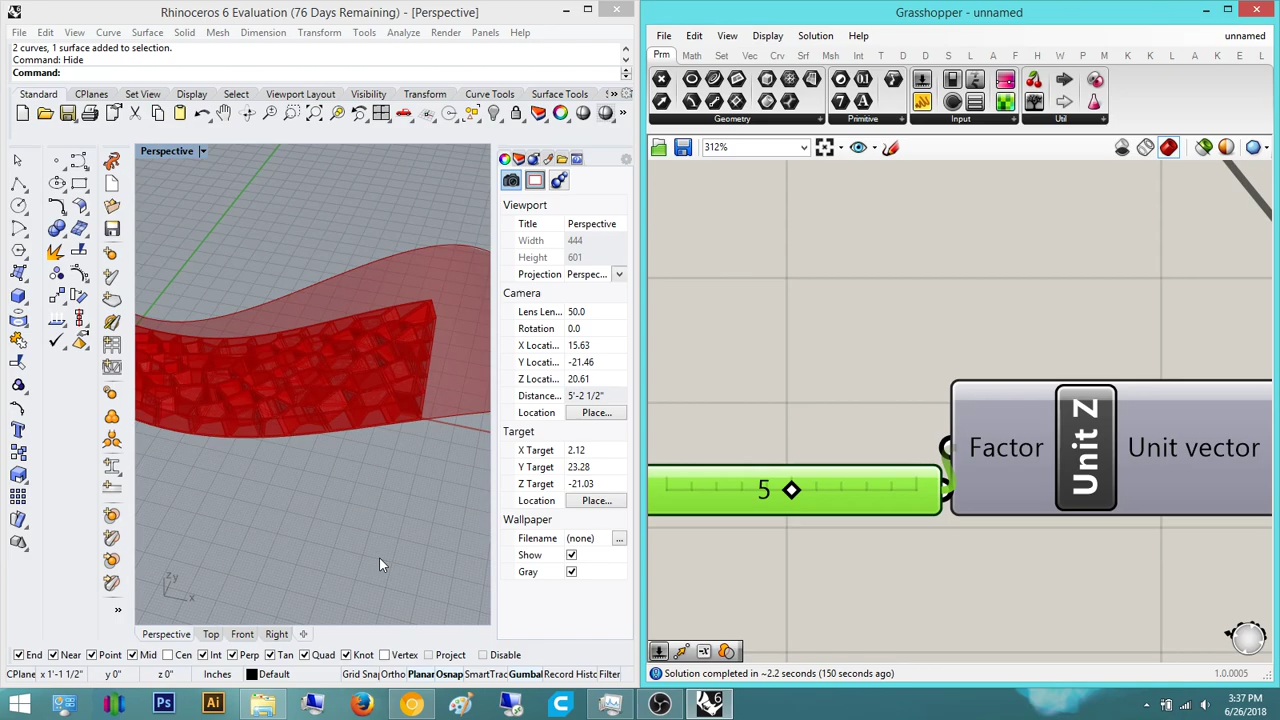 Rhinoceros 6 Evaluation (76 Days Remaining) - [Perspective]
File Edit View Curve Surface Solid Mesh Dimension Transform Tools Analyze Render Panels Help
2 curves, 1 surface added to selection.
Command: Hide
Command:
Standard CPlanes Set View Display Select Viewport Layout Visibility Transform Curve Tools Surface Tools
Perspective
Viewport
Title Perspective
Width 444
Height 601
Projection Perspec...
Camera
Lens Len... 50.0
Rotation 0.0
X Locati... 15.63
Y Locati... -21.46
Z Locati... 20.61
Distance... 5'-2 1/2"
Location Place...
Target
X Target 2.12
Y Target 23.28
Z Target -21.03
Location Place...
Wallpaper
Filename (none) ...
Show
Gray
Zy
x
Perspective Top Front Right
End Near Point Mid Cen Int Perp Tan Quad Knot Vertex Project Disable
CPlane x 1'-1 1/2" y 0" z 0" Inches Default Grid Snap Ortho Planar Osnap SmartTrac Gumbal Record Histo Filter
Grasshopper - unnamed
File Edit View Display Solution Help unnamed
Prm Math Set Vec Crv Srf Msh Int T D D S F L A F H K E W P M K M K A K E L
Geometry Primitive Input Util
312%
5
Factor Unit Z Unit vector
Solution completed in ~2.2 seconds (150 seconds ago) 1.0.0005
Ps Ai 6
3:37 PM
6/26/2018